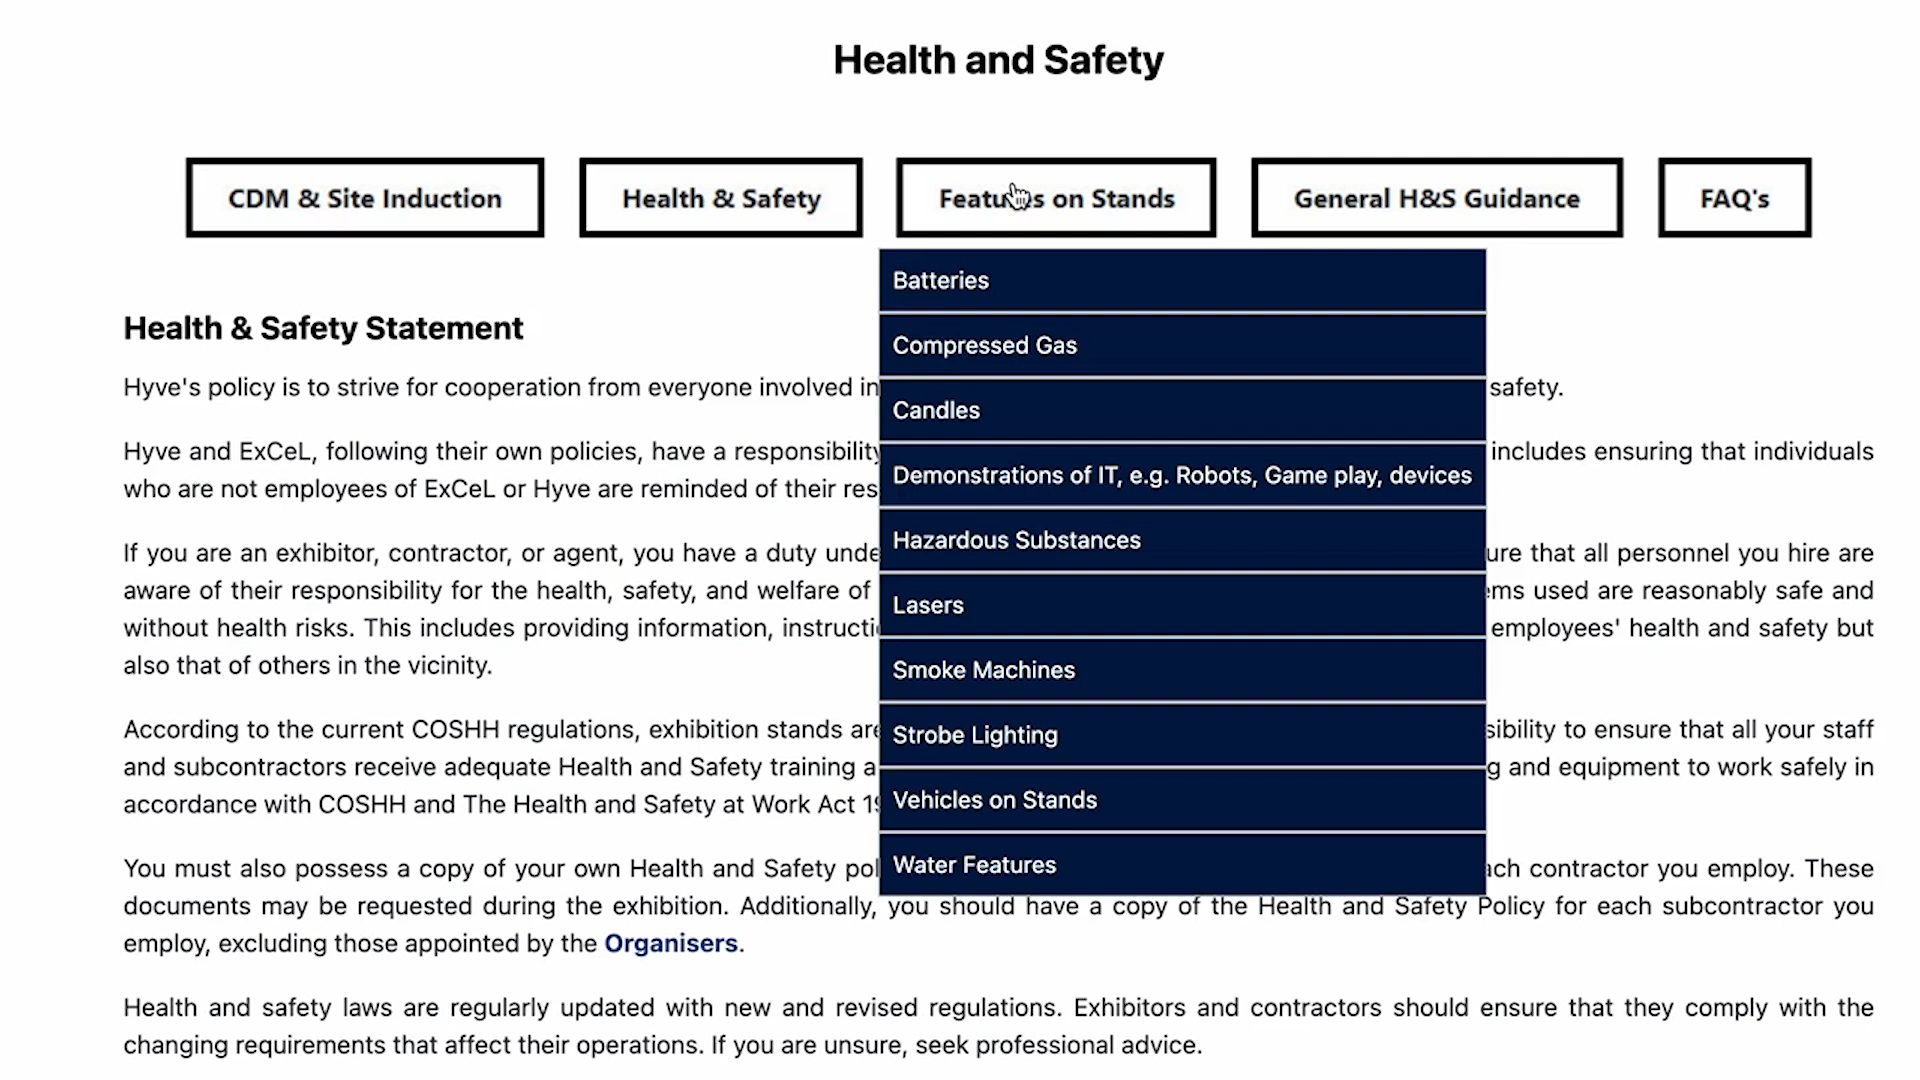 Health and Safety
CDM & Site Induction
Health & Safety
Features on Stands
General H&S Guidance
FAQ's
Batteries
Compressed Gas
Candles
Demonstrations of IT, e.g. Robots, Game play, devices
Hazardous Substances
Lasers
Smoke Machines
Strobe Lighting
Vehicles on Stands
Water Features
Health & Safety Statement
Hyve's policy is to strive for cooperation from everyone involved in safety.
Hyve and ExCeL, following their own policies, have a responsibility includes ensuring that individuals
who are not employees of ExCeL or Hyve are reminded of their
If you are an exhibitor, contractor, or agent, you have a duty that all personnel you hire are
aware of their responsibility for the health, safety, and welfare of used are reasonably safe and
without health risks. This includes providing information, employees' health and safety but
also that of others in the vicinity.
According to the current COSHH regulations, exhibition stands to ensure that all your staff
and subcontractors receive adequate Health and Safety training and equipment to work safely in
accordance with COSHH and The Health and Safety at Work Act
You must also possess a copy of your own Health and Safety contractor you employ. These
documents may be requested during the exhibition. Additionally, you should have a copy of the Health and Safety Policy for each subcontractor you
employ, excluding those appointed by the Organisers.
Health and safety laws are regularly updated with new and revised regulations. Exhibitors and contractors should ensure that they comply with the
changing requirements that affect their operations. If you are unsure, seek professional advice.